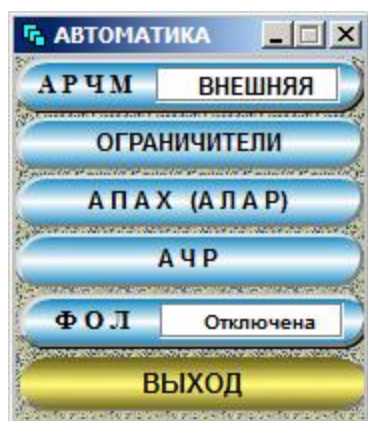 АВТОМАТИКА
АРЧМ ВНЕШНЯЯ
ОГРАНИЧИТЕЛИ
АПАХ (АЛАР)
АЧР
ФОЛ Отключена
ВЫХОД